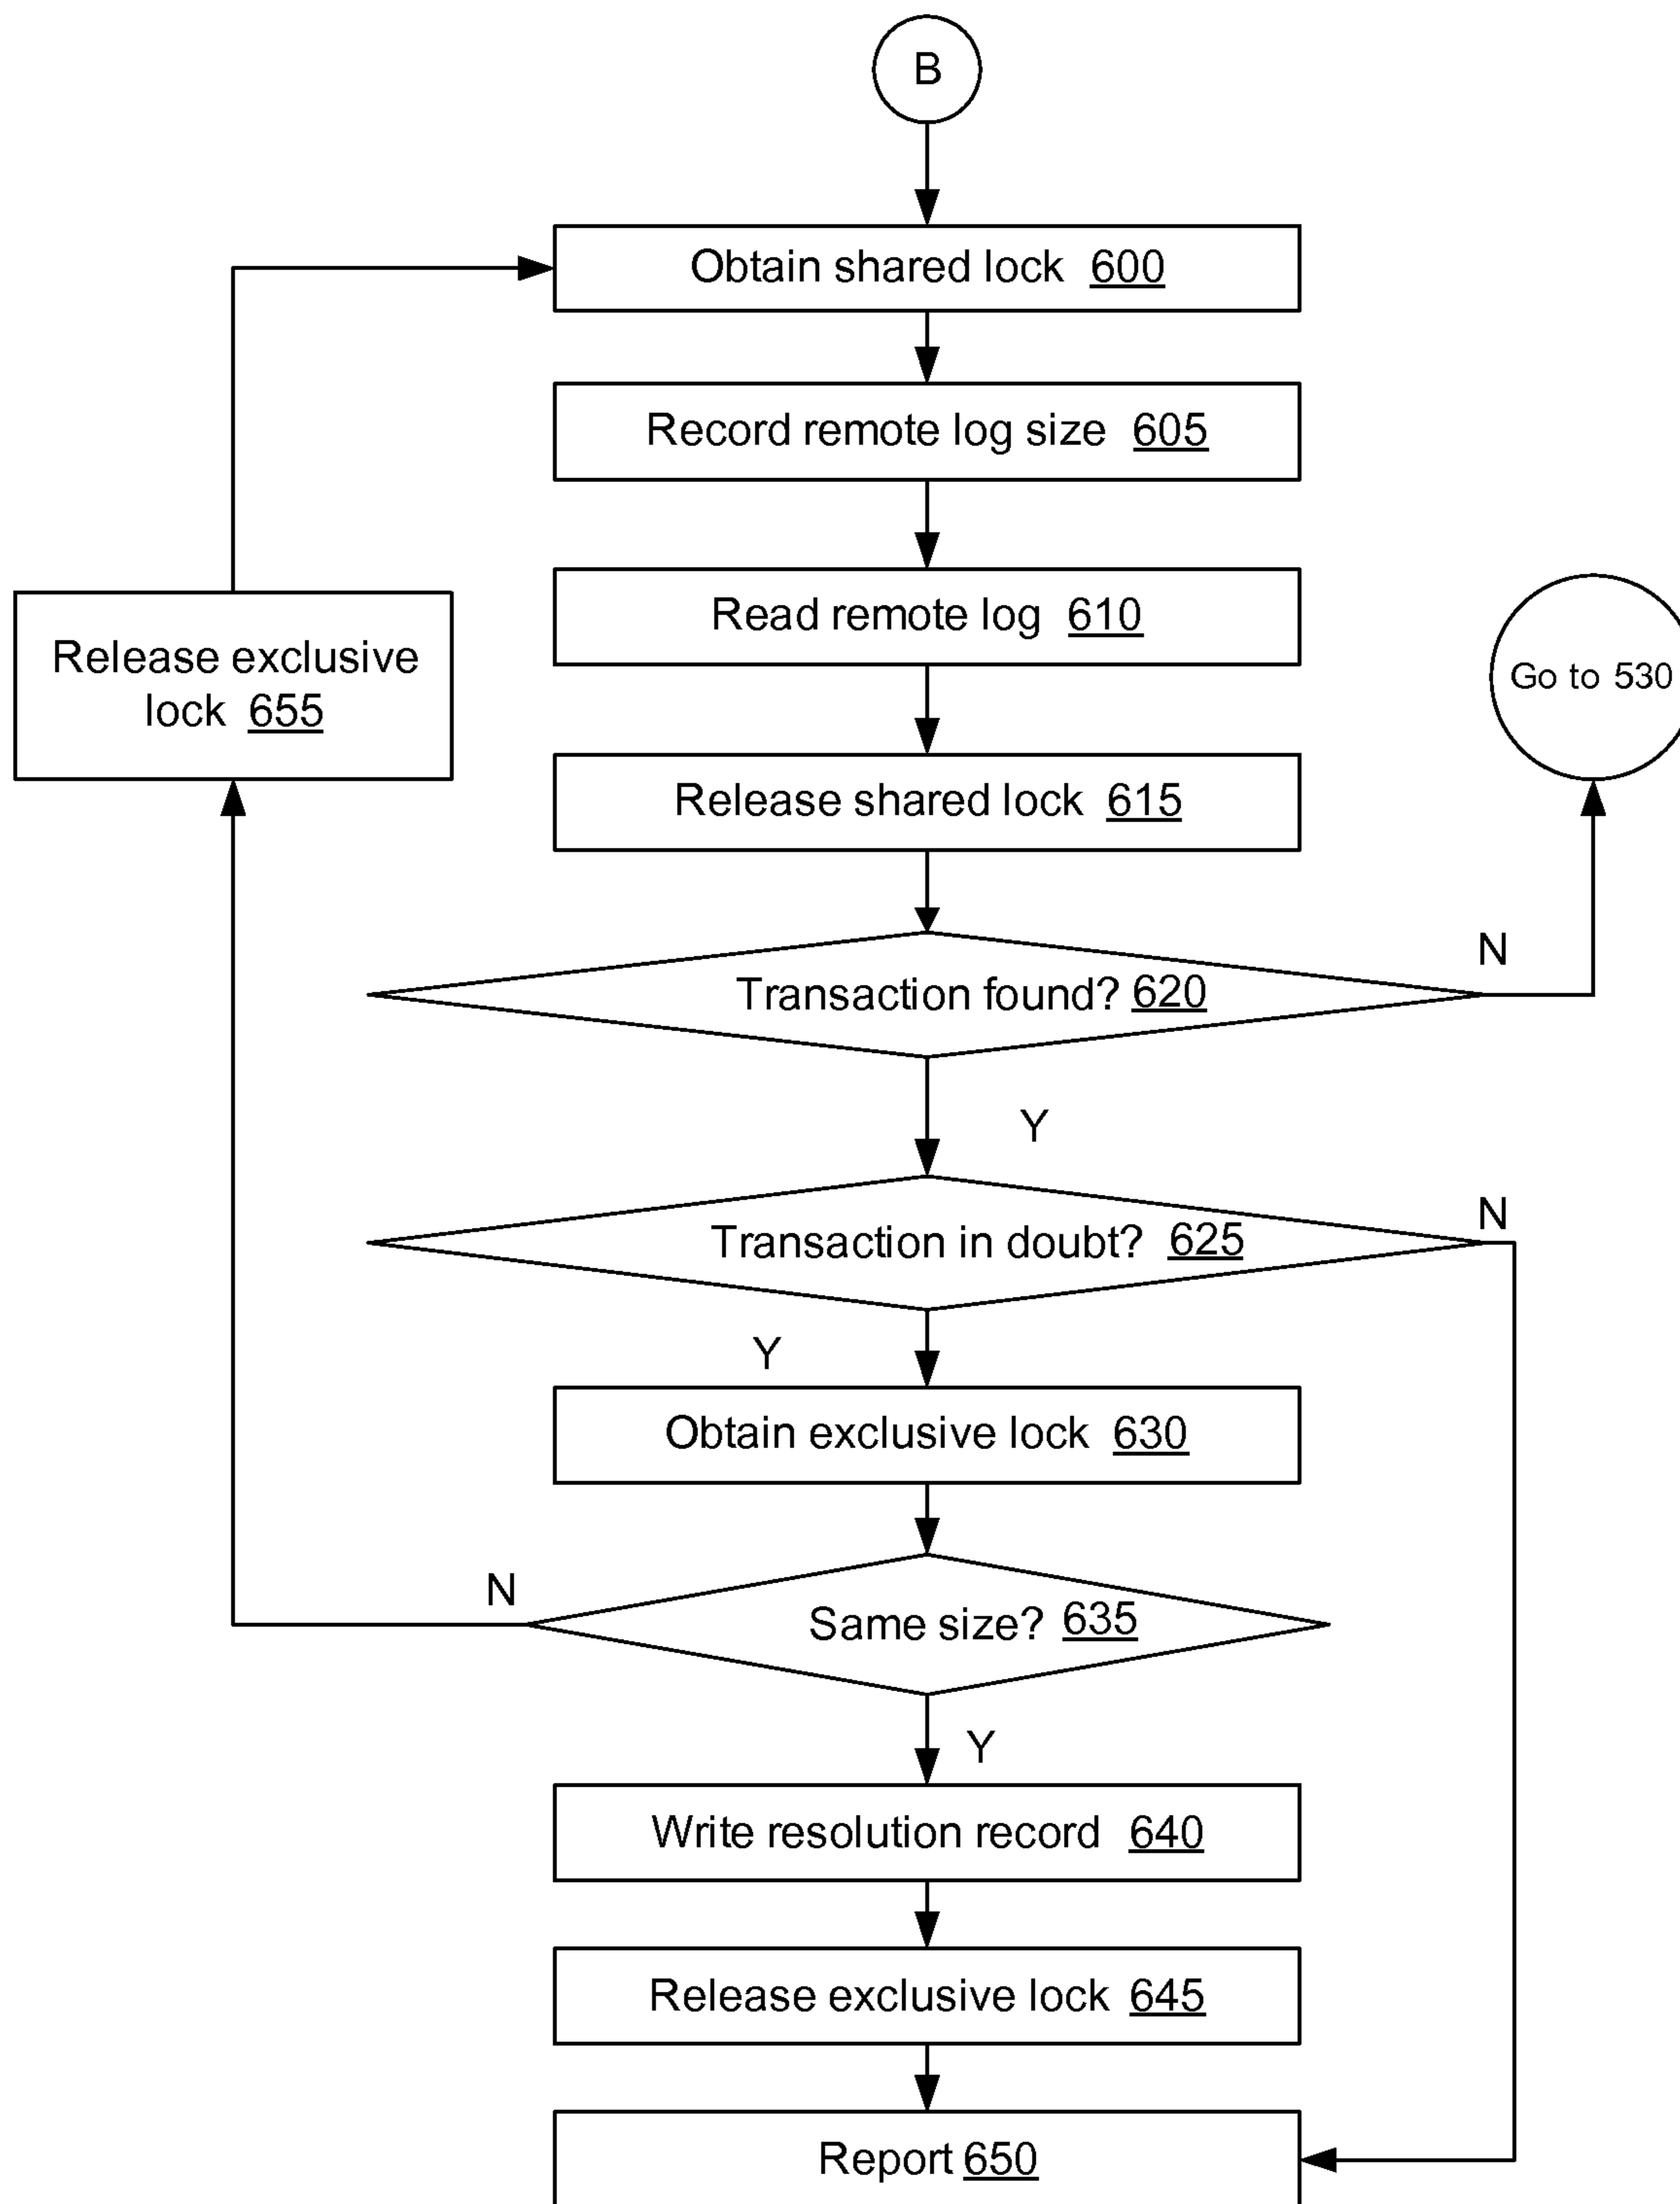 B
Obtain shared lock 600
Record remote log size 605
Read remote log 610
Release exclusive
lock 655
Go to 530
Release shared lock 615
N
Transaction found? 620
Y
N
Transaction in doubt? 625
Y
Obtain exclusive lock 630
N
Same size? 635
Y
Write resolution record 640
Release exclusive lock 645
Report 650